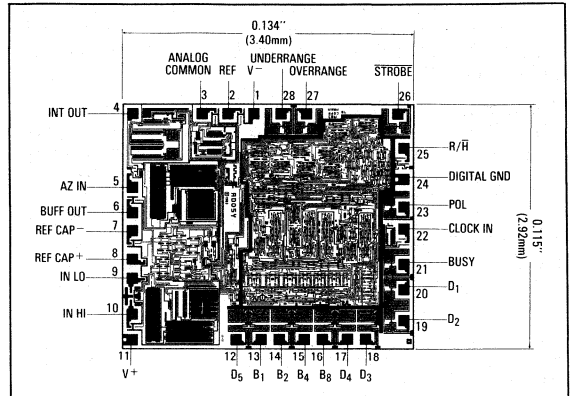 0.134"
(3.40mm)
ANALOG COMMON
REF
V−
UNDERRANGE
OVERRANGE
STROBE
3
2
1
28
27
26
4
INT OUT
R/H
25
DIGITAL GND
24
POL
23
CLOCK IN
22
BUSY
21
D1
20
D2
19
5
AZ IN
6
BUFF OUT
7
REF CAP−
8
REF CAP+
9
IN LO
10
IN HI
0.115"
(2.92mm)
11
12
13
14
15
16
17
18
V+
D5
B1
B2
B4
B8
D4
D3